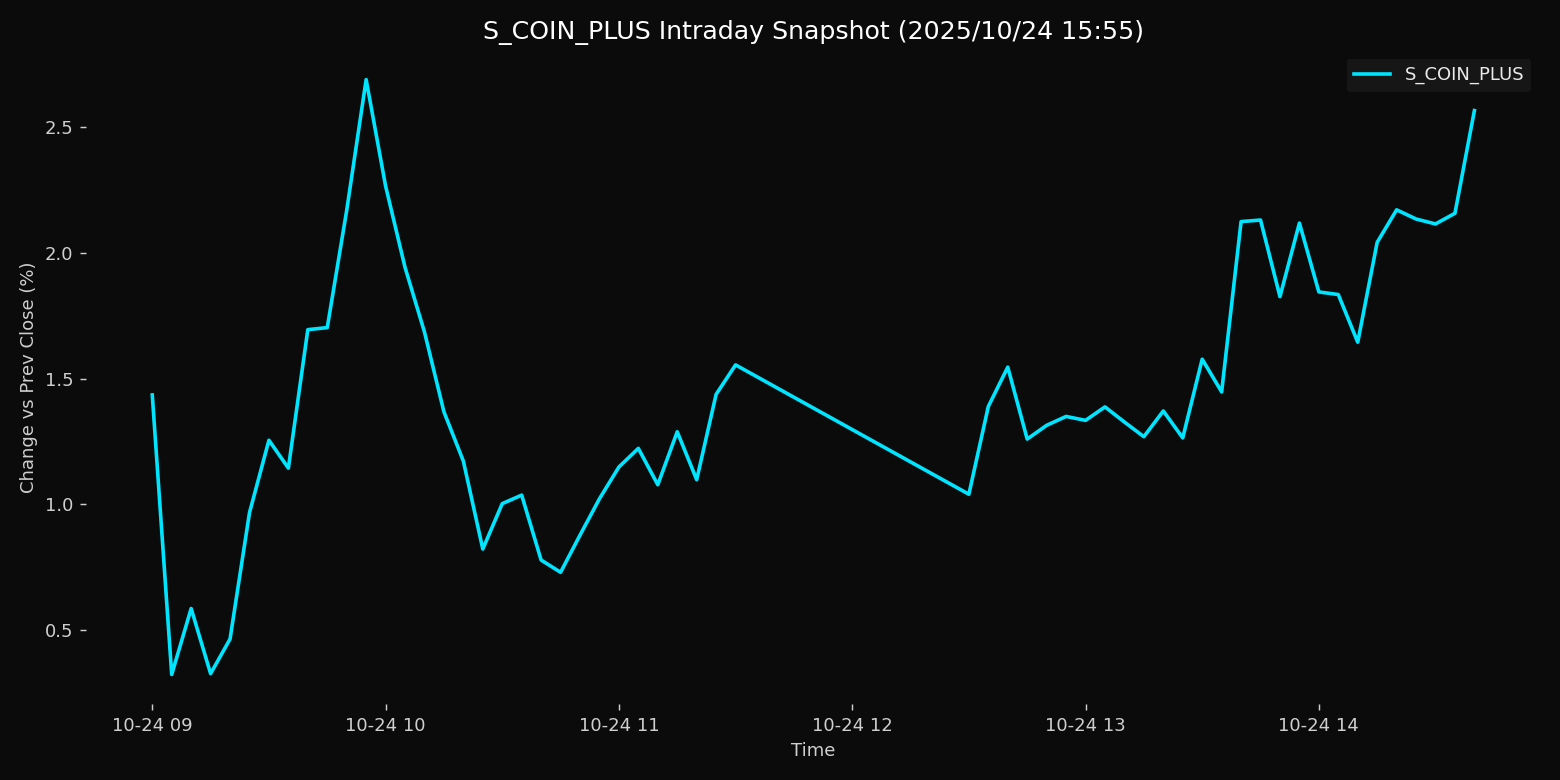 S_COIN_PLUS Intraday Snapshot (2025/10/24 15:55)
S_COIN_PLUS
Change vs Prev Close (%)
2.5
2.0
1.5
1.0
0.5
10-24 09
10-24 10
10-24 11
10-24 12
10-24 13
10-24 14
Time